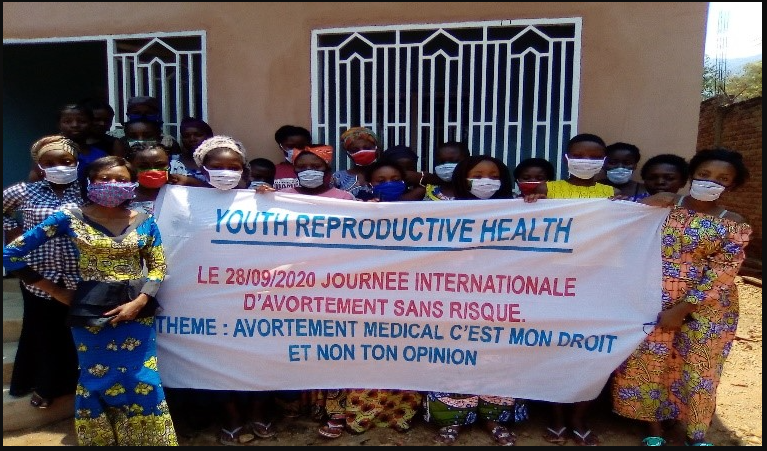 YOUTH REPRODUCTIVE HEALTH
LE 28/09/2020 JOURNEE INTERNATIONALE
D'AVORTEMENT SANS RISQUE.
THEME : AVORTEMENT MEDICAL C'EST MON DROIT
ET NON TON OPINION